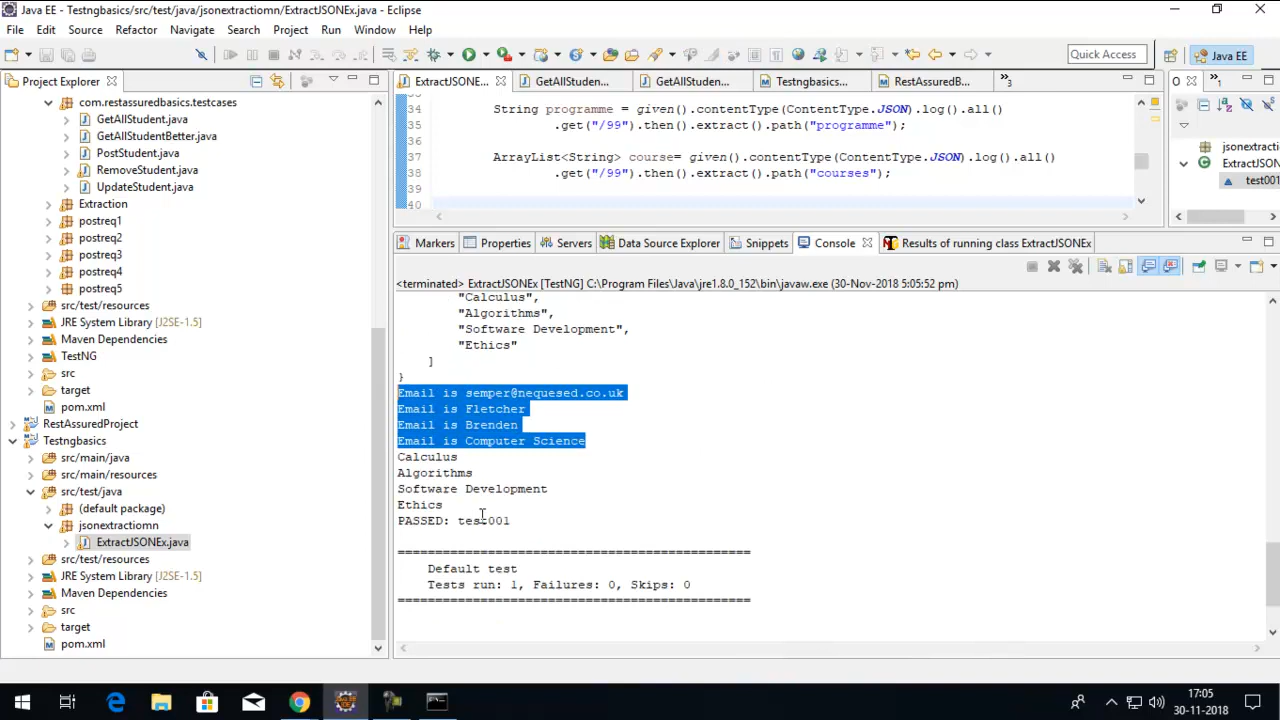 Java EE - Testngbasics/src/test/java/jsonextractiomn/ExtractJSONEx.java - Eclipse
File Edit Source Refactor Navigate Search Project Run Window Help
Quick Access
Java EE
Project Explorer
com.restassuredbasics.testcases
GetAllStudent.java
GetAllStudentBetter.java
PostStudent.java
RemoveStudent.java
UpdateStudent.java
Extraction
postreq1
postreq2
postreq3
postreq4
postreq5
src/test/resources
JRE System Library [J2SE-1.5]
Maven Dependencies
TestNG
src
target
pom.xml
RestAssuredProject
Testngbasics
src/main/java
src/main/resources
src/test/java
(default package)
jsonextractiomn
ExtractJSONEx.java
src/test/resources
JRE System Library [J2SE-1.5]
Maven Dependencies
src
target
pom.xml
ExtractJSONE... GetAllStuden... GetAllStuden... Testngbasics... RestAssuredB... »3
34 String programme = given().contentType(ContentType.JSON).log().all()
35 .get("/99").then().extract().path("programme");
36
37 ArrayList<String> course= given().contentType(ContentType.JSON).log().all()
38 .get("/99").then().extract().path("courses");
39
40
O »1
jsonextractiomn
ExtractJSON
test001
Markers Properties Servers Data Source Explorer Snippets Console Results of running class ExtractJSONEx
<terminated> ExtractJSONEx [TestNG] C:\Program Files\Java\jre1.8.0_152\bin\javaw.exe (30-Nov-2018 5:05:52 pm)
"Calculus",
"Algorithms",
"Software Development",
"Ethics"
]
}
Email is semper@nequesed.co.uk
Email is Fletcher
Email is Brenden
Email is Computer Science
Calculus
Algorithms
Software Development
Ethics
PASSED: test001
===============================================
Default test
Tests run: 1, Failures: 0, Skips: 0
===============================================
17:05
30-11-2018